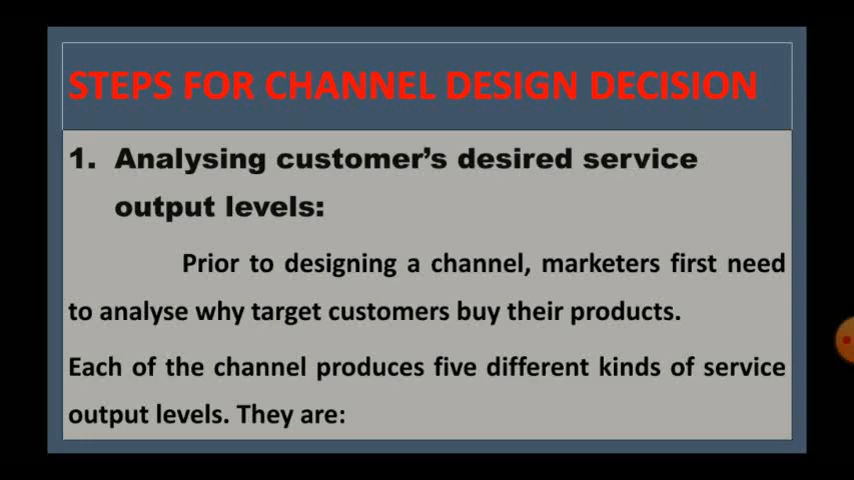 STEPS FOR CHANNEL DESIGN DECISION
1. Analysing customer’s desired service
output levels:
Prior to designing a channel, marketers first need
to analyse why target customers buy their products.
Each of the channel produces five different kinds of service
output levels. They are: